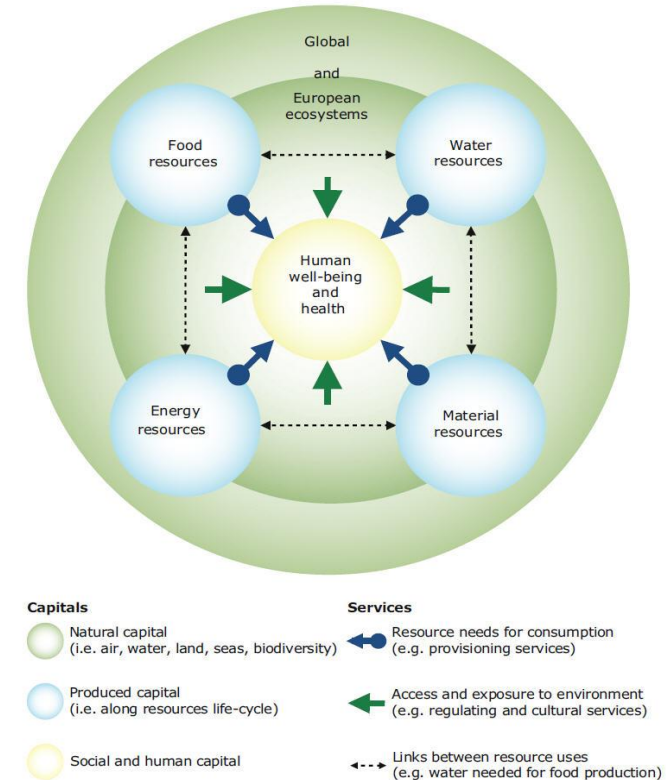 Global
and
European
ecosystems
Food
resources
Water
resources
Human
well-being
and
health
Energy
resources
Material
resources
Capitals
Natural capital
(i.e. air, water, land, seas, biodiversity)
Produced capital
(i.e. along resources life-cycle)
Social and human capital
Services
Resource needs for consumption
(e.g. provisioning services)
Access and exposure to environment
(e.g. regulating and cultural services)
Links between resource uses
(e.g. water needed for food production)